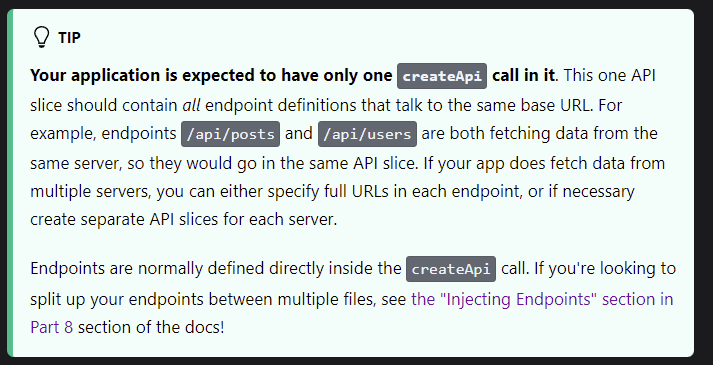 TIP
Your application is expected to have only one createApi call in it. This one API
slice should contain all endpoint definitions that talk to the same base URL. For
example, endpoints /api/posts and /api/users are both fetching data from the
same server, so they would go in the same API slice. If your app does fetch data from
multiple servers, you can either specify full URLs in each endpoint, or if necessary
create separate API slices for each server.
Endpoints are normally defined directly inside the createApi call. If you're looking to
split up your endpoints between multiple files, see the "Injecting Endpoints" section in
Part 8 section of the docs!